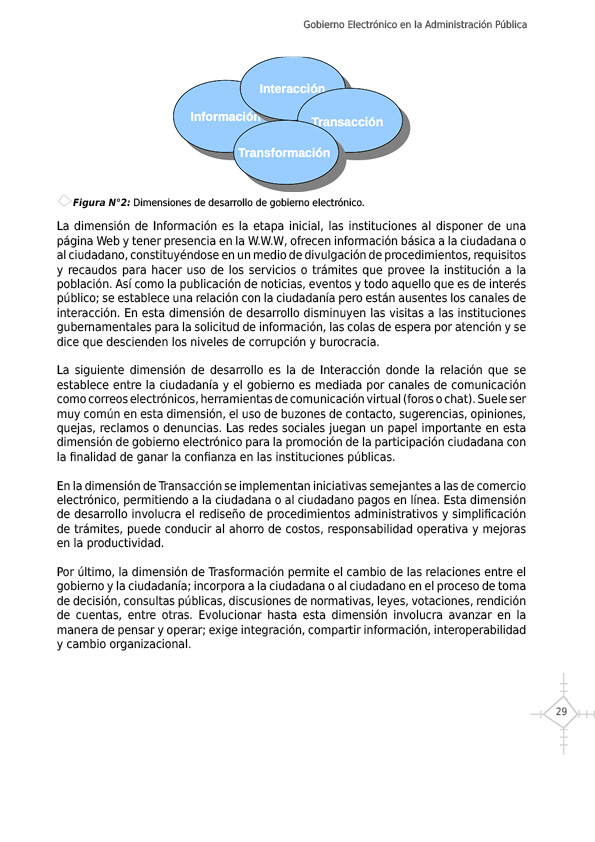 Gobierno Electrónico en la Administración Pública
Interacción
Información
Transacción
Transformación
Figura N°2: Dimensiones de desarrollo de gobierno electrónico.
La dimensión de Información es la etapa inicial, las instituciones al disponer de una
página Web y tener presencia en la W.W.W, ofrecen información básica a la ciudadana o
al ciudadano, constituyéndose en un medio de divulgación de procedimientos, requisitos
y recaudos para hacer uso de los servicios o trámites que provee la institución a la
población. Así como la publicación de noticias, eventos y todo aquello que es de interés
público; se establece una relación con la ciudadanía pero están ausentes los canales de
interacción. En esta dimensión de desarrollo disminuyen las visitas a las instituciones
gubernamentales para la solicitud de información, las colas de espera por atención y se
dice que descienden los niveles de corrupción y burocracia.
La siguiente dimensión de desarrollo es la de Interacción donde la relación que se
establece entre la ciudadanía y el gobierno es mediada por canales de comunicación
como correos electrónicos, herramientas de comunicación virtual (foros o chat). Suele ser
muy común en esta dimensión, el uso de buzones de contacto, sugerencias, opiniones,
quejas, reclamos o denuncias. Las redes sociales juegan un papel importante en esta
dimensión de gobierno electrónico para la promoción de la participación ciudadana con
la finalidad de ganar la confianza en las instituciones públicas.
En la dimensión de Transacción se implementan iniciativas semejantes a las de comercio
electrónico, permitiendo a la ciudadana o al ciudadano pagos en línea. Esta dimensión
de desarrollo involucra el rediseño de procedimientos administrativos y simplificación
de trámites, puede conducir al ahorro de costos, responsabilidad operativa y mejoras
en la productividad.
Por último, la dimensión de Trasformación permite el cambio de las relaciones entre el
gobierno y la ciudadanía; incorpora a la ciudadana o al ciudadano en el proceso de toma
de decisión, consultas públicas, discusiones de normativas, leyes, votaciones, rendición
de cuentas, entre otras. Evolucionar hasta esta dimensión involucra avanzar en la
manera de pensar y operar; exige integración, compartir información, interoperabilidad
y cambio organizacional.
29